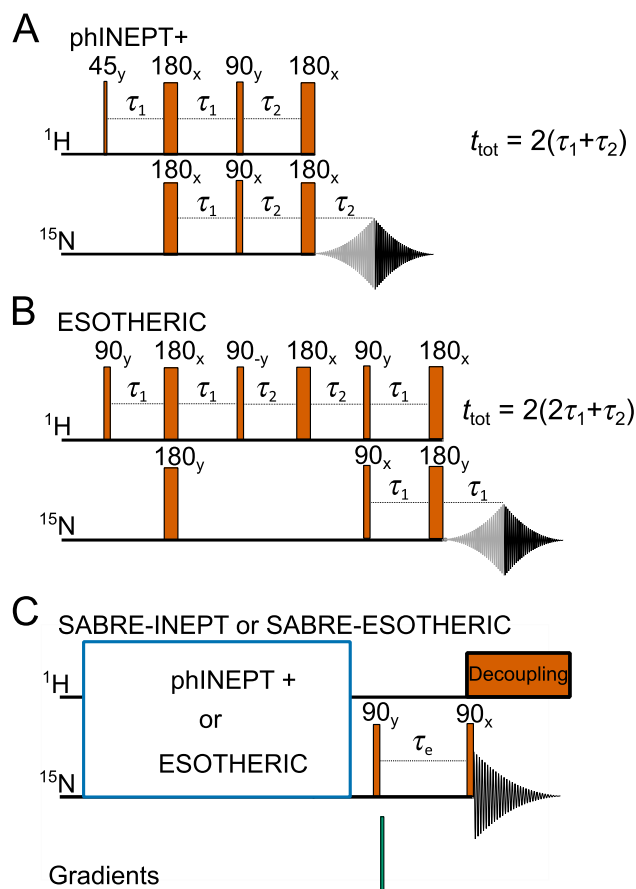 A
phINEPT+
45y 180x 90y 180x
τ1 τ1 τ2
¹H
ttot = 2(τ1+τ2)
180x 90x 180x
τ1 τ2 τ2
¹⁵N
B
ESOTHERIC
90y 180x 90-y 180x 90y 180x
τ1 τ1 τ2 τ2 τ1
¹H
ttot = 2(2τ1+τ2)
180y 90x 180y
τ1 τ1
¹⁵N
C
SABRE-INEPT or SABRE-ESOTHERIC
¹H
phINEPT +
or
ESOTHERIC
Decoupling
90y 90x
τe
¹⁵N
Gradients